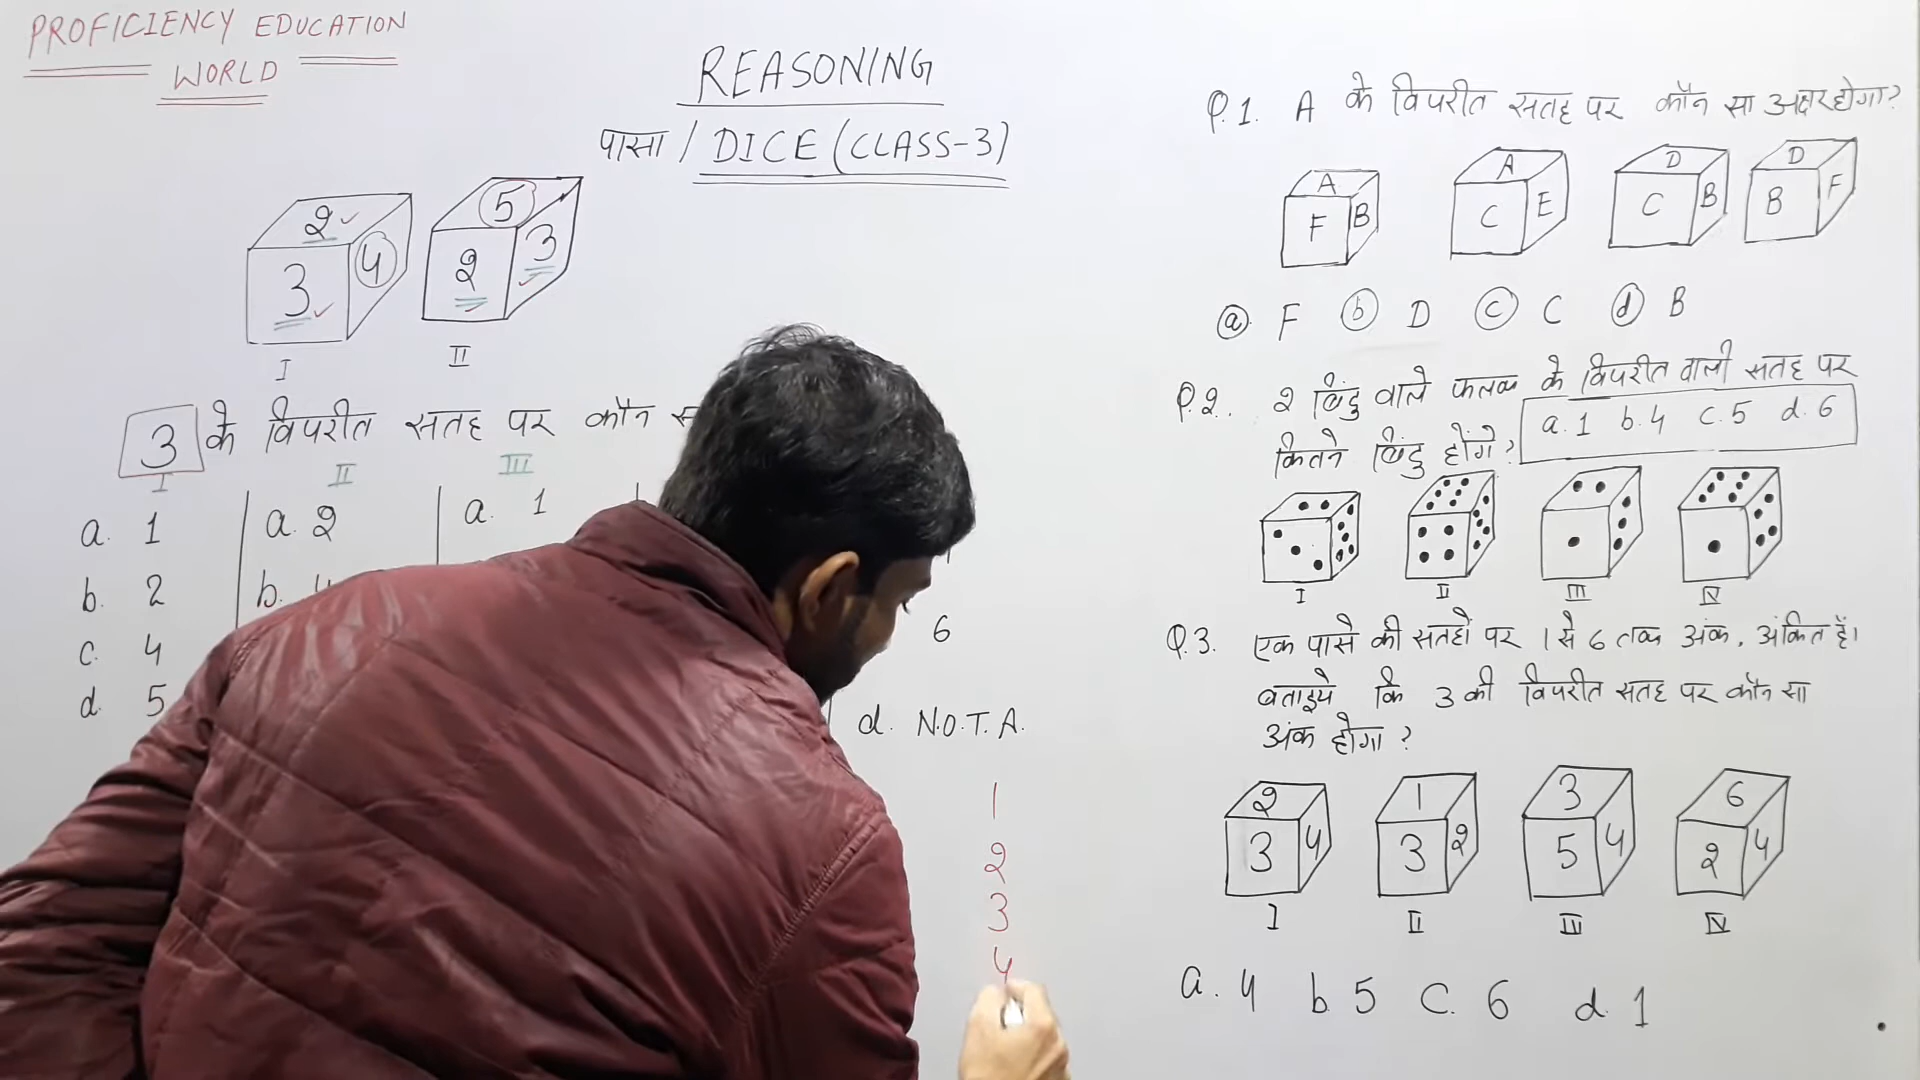 PROFICIENCY EDUCATION
WORLD
REASONING
पासा / DICE (CLASS-3)
2
3
4
5
2
3
I
II
3 के विपरीत सतह पर कौन
I
II
III
a. 1
b. 2
c. 4
d. 5
a. 2
b.
a. 1
6
d. N.O.T.A.
1
2
3
4
Q.1. A के विपरीत सतह पर कौन सा अक्षर होगा?
A
F B
A
C E
D
C B
D
B F
a F b D c C d B
Q.2. 2 बिंदु वाले फलक के विपरीत वाली सतह पर
कितने बिंदु होंगे? a. 1 b. 4 c. 5 d. 6
I II III IV
Q.3. एक पासे की सतहों पर 1 से 6 तक अंक, अंकित हैं।
बताइये कि 3 की विपरीत सतह पर कौन सा
अंक होगा?
2
3 4
1
3 2
3
5 4
6
2 4
I II III IV
a. 4 b 5 C. 6 d. 1